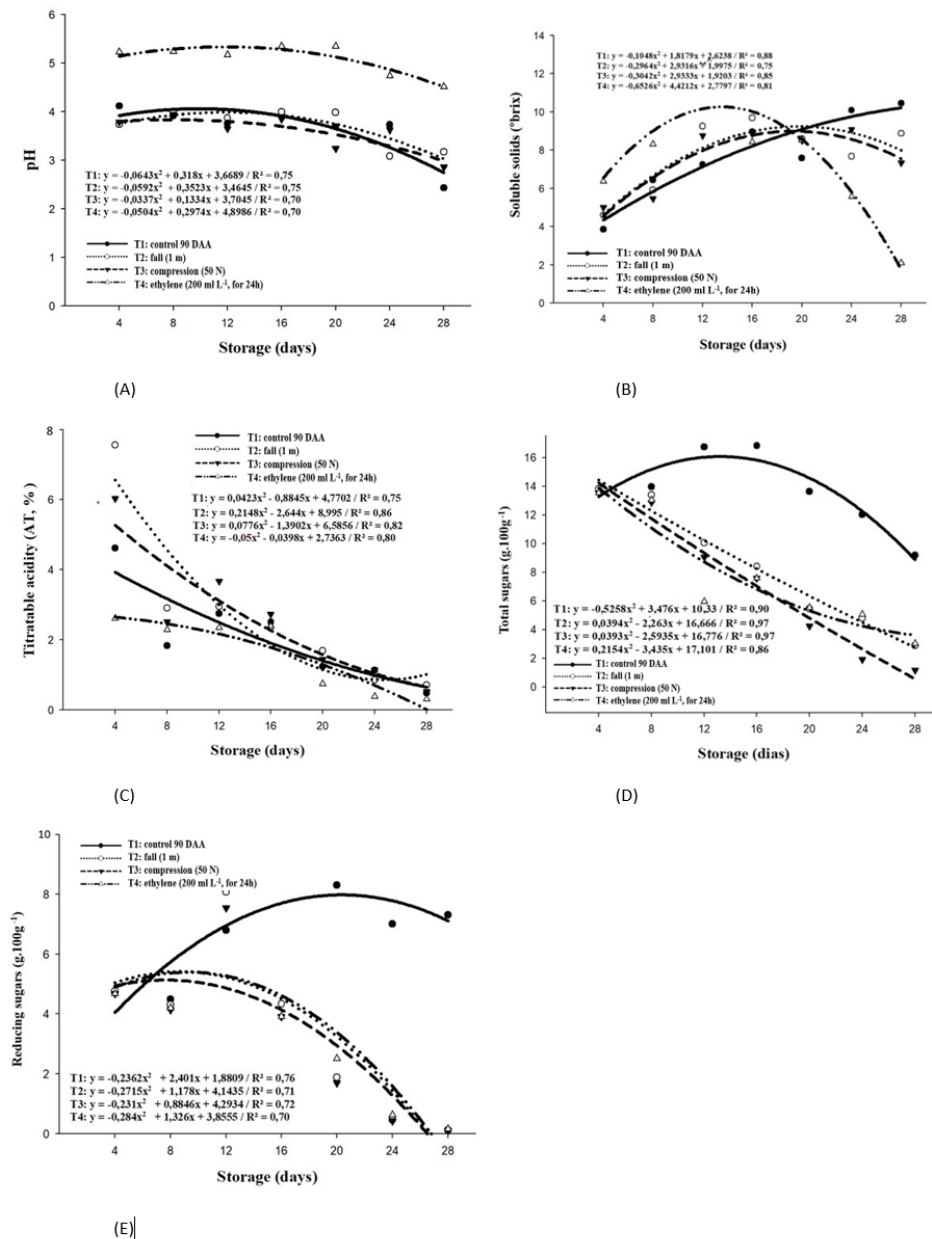 6
5
4
3
2
1
0
pH
T1: y = -0,0643x² + 0,318x + 3,6689 / R² = 0,75
T2: y = -0,0592x² + 0,3523x + 3,4645 / R² = 0,75
T3: y = -0,0337x² + 0,1334x + 3,7045 / R² = 0,70
T4: y = -0,0504x² + 0,2974x + 4,8986 / R² = 0,70
T1: control 90 DAA
T2: fall (1 m)
T3: compression (50 N)
T4: ethylene (200 ml L⁻¹, for 24h)
4 8 12 16 20 24 28
Storage (days)
(A)
16
14
12
10
8
6
4
2
0
Soluble solids (°brix)
T1: y = -0,1048x² + 1,8179x + 2,6238 / R² = 0,88
T2: y = -0,2964x² + 2,9316x + 1,9975 / R² = 0,75
T3: y = -0,3042x² + 2,9333x + 1,9203 / R² = 0,85
T4: y = -0,6526x² + 4,4212x + 2,7797 / R² = 0,81
T1: control 90 DAA
T2: fall (1 m)
T3: compression (50 N)
T4: ethylene (200 ml L⁻¹, for 24h)
4 8 12 16 20 24 28
Storage (days)
(B)
8
6
4
2
0
Titratable acidity (AT, %)
T1: control 90 DAA
T2: fall (1 m)
T3: compression (50 N)
T4: ethylene (200 ml L⁻¹, for 24h)
T1: y = 0,0423x² - 0,8845x + 4,7702 / R² = 0,75
T2: y = 0,2148x² - 2,644x + 8,995 / R² = 0,86
T3: y = 0,0776x² - 1,3902x + 6,5856 / R² = 0,82
T4: y = -0,05x² - 0,0398x + 2,7363 / R² = 0,80
4 8 12 16 20 24 28
Storage (days)
(C)
16
14
12
10
8
6
4
2
0
Total sugars (g.100g⁻¹)
T1: y = -0,5258x² + 3,476x + 10,33 / R² = 0,90
T2: y = 0,0394x² - 2,263x + 16,666 / R² = 0,97
T3: y = 0,0393x² - 2,5935x + 16,776 / R² = 0,97
T4: y = 0,2154x² - 3,435x + 17,101 / R² = 0,86
T1: control 90 DAA
T2: fall (1 m)
T3: compression (50 N)
T4: ethylene (200 ml L⁻¹, for 24h)
4 8 12 16 20 24 28
Storage (dias)
(D)
10
8
6
4
2
0
Reducing sugars (g.100g⁻¹)
T1: control 90 DAA
T2: fall (1 m)
T3: compression (50 N)
T4: ethylene (200 ml L⁻¹, for 24h)
T1: y = -0,2362x² + 2,401x + 1,8809 / R² = 0,76
T2: y = -0,2715x² + 1,178x + 4,1435 / R² = 0,71
T3: y = -0,231x² + 0,8846x + 4,2934 / R² = 0,72
T4: y = -0,284x² + 1,326x + 3,8555 / R² = 0,70
4 8 12 16 20 24 28
Storage (days)
(E)